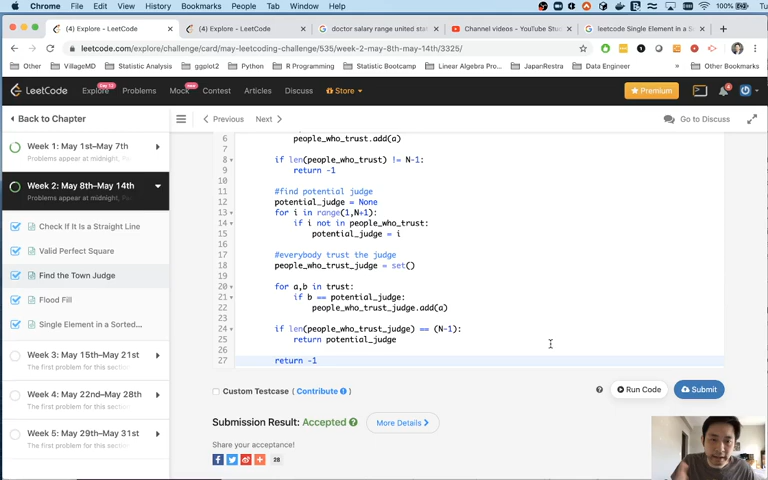 Chrome File Edit View History Bookmarks People Tab Window Help 100%
(4) Explore - LeetCode (4) Explore - LeetCode doctor salary range united stat Channel videos - YouTube Stu leetcode Single Element in a S
leetcode.com/explore/challenge/card/may-leetcoding-challenge/535/week-2-may-8th-may-14th/3325/
Other VillageMD Statistic Analysis ggplot2 Python R Programming Statistic Bootcamp Linear Algebra Pro... JapanRestra Data Engineer » Other Bookmarks
LeetCode Explore Day 12 Problems Mock Contest Articles Discuss Store Premium 4
Back to Chapter Previous Next Go to Discuss
Week 1: May 1st–May 7th
Problems appear at midnight,
Week 2: May 8th–May 14th
Problems appear at midnight,
Check If It Is a Straight Line
Valid Perfect Square
Find the Town Judge
Flood Fill
Single Element in a Sorted...
Week 3: May 15th–May 21st
The first problem for this section
Week 4: May 22nd–May 28th
The first problem for this section
Week 5: May 29th–May 31st
The first problem for this section
6 people_who_trust.add(a)
7
8 if len(people_who_trust) != N-1:
9 return -1
10
11 #find potential judge
12 potential_judge = None
13 for i in range(1,N+1):
14 if i not in people_who_trust:
15 potential_judge = i
16
17 #everybody trust the judge
18 people_who_trust_judge = set()
19
20 for a,b in trust:
21 if b == potential_judge:
22 people_who_trust_judge.add(a)
23
24 if len(people_who_trust_judge) == (N-1):
25 return potential_judge
26
27 return -1
Custom Testcase (Contribute) Run Code Submit
Submission Result: Accepted More Details
Share your acceptance!
28